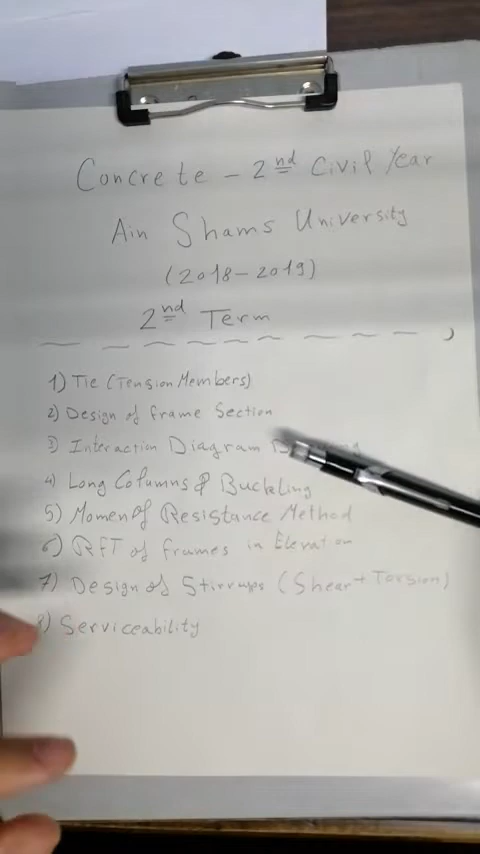 Concrete - 2nd Civil Year
Ain Shams University
(2018-2019)
2nd Term
1) Tie (Tension Members)
2) Design of frame Section
3) Interaction Diagram
4) Long Columns & Buckling
5) Momen of Resistance Method
6) RFT of frames in Elevation
7) Design of Stirrups (Shear + Torsion)
8) Serviceability